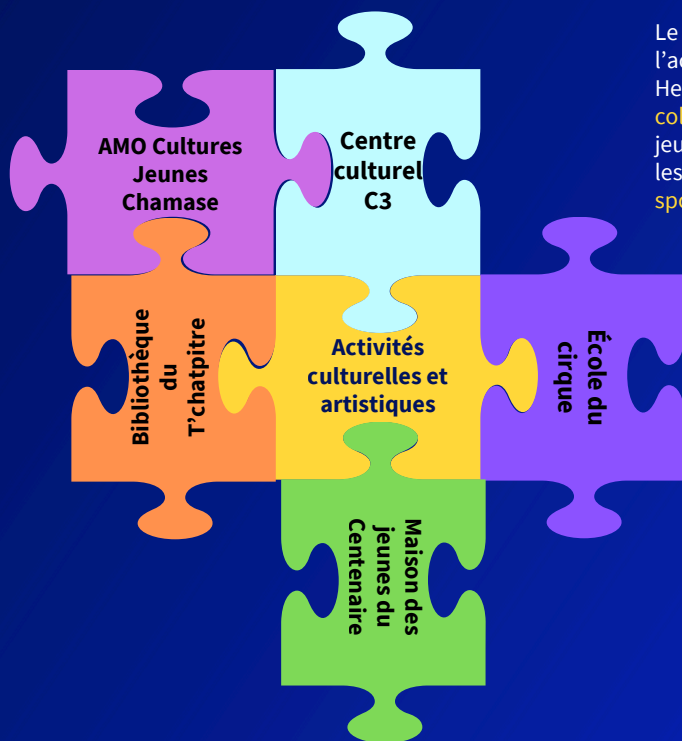 Le
l'a
He
col
jeu
les
spo
AMO Cultures
Jeunes
Chamase
Centre
culturel
C3
Bibliothèque
du
T'chatpitre
Activités
culturelles et
artistiques
École du
cirque
Maison des
jeunes du
Centenaire